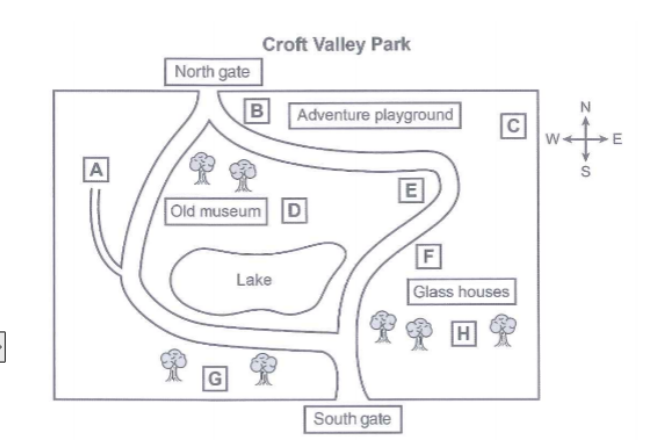 Croft Valley Park
North gate
B
Adventure playground
C
N
W E
S
A
E
Old museum
D
F
Lake
Glass houses
H
G
South gate